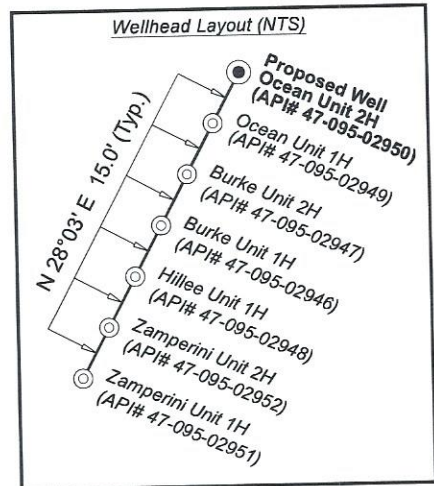 Wellhead Layout (NTS)
Proposed Well
Ocean Unit 2H
(API# 47-095-02950)
Ocean Unit 1H
(API# 47-095-02949)
Burke Unit 2H
(API# 47-095-02947)
Burke Unit 1H
(API# 47-095-02946)
Hillee Unit 1H
(API# 47-095-02948)
Zamperini Unit 2H
(API# 47-095-02952)
Zamperini Unit 1H
(API# 47-095-02951)
N 28°03' E 15.0' (Typ.)